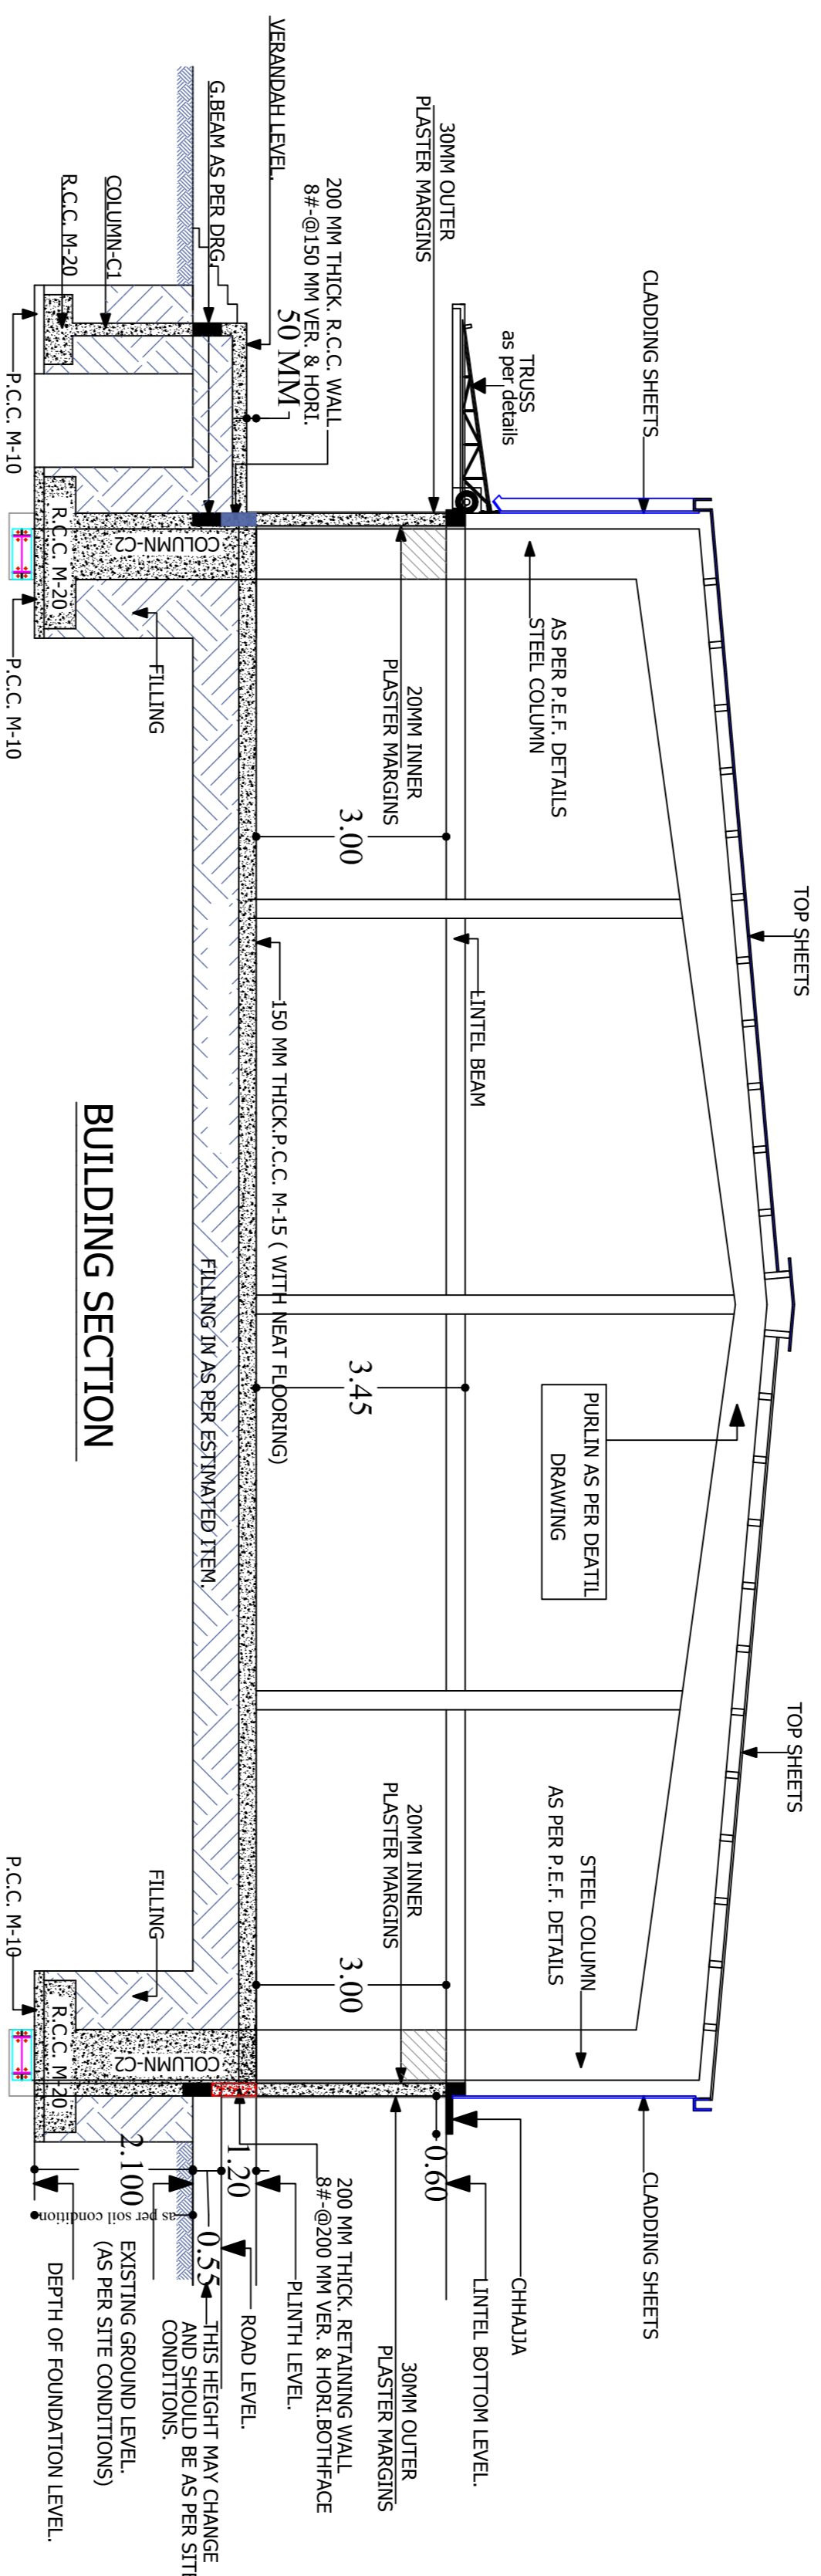 TOP SHEETS
TOP SHEETS
CLADDING SHEETS
CLADDING SHEETS
TRUSS
as per details
AS PER P.E.F. DETAILS
STEEL COLUMN
PURLIN AS PER DEATIL
DRAWING
STEEL COLUMN
AS PER P.E.F. DETAILS
CHHAJJA
LINTEL BOTTOM LEVEL.
30MM OUTER
PLASTER MARGINS
20MM INNER
PLASTER MARGINS
LINTEL BEAM
20MM INNER
PLASTER MARGINS
0.60
30MM OUTER
PLASTER MARGINS
3.00
3.45
3.00
200 MM THICK. R.C.C. WALL
8#-@150 MM VER. & HORI.
50 MM
VERANDAH LEVEL.
150 MM THICK.P.C.C. M-15 ( WITH NEAT FLOORING)
200 MM THICK. RETAINING WALL
8#-@200 MM VER. & HORI.BOTHFACE
PLINTH LEVEL.
1.20
ROAD LEVEL.
G.BEAM AS PER DRG.
FILLING IN AS PER ESTIMATED ITEM.
0.55
THIS HEIGHT MAY CHANGE
AND SHOULD BE AS PER SITE
CONDITIONS.
COLUMN-C1
R.C.C. M-20
COLUMN-C2
FILLING
FILLING
COLUMN-C2
2.100
as per soil condition
EXISTING GROUND LEVEL.
(AS PER SITE CONDITIONS)
R.C.C. M-20
R.C.C. M-20
DEPTH OF FOUNDATION LEVEL.
P.C.C. M-10
P.C.C. M-10
P.C.C. M-10
BUILDING SECTION